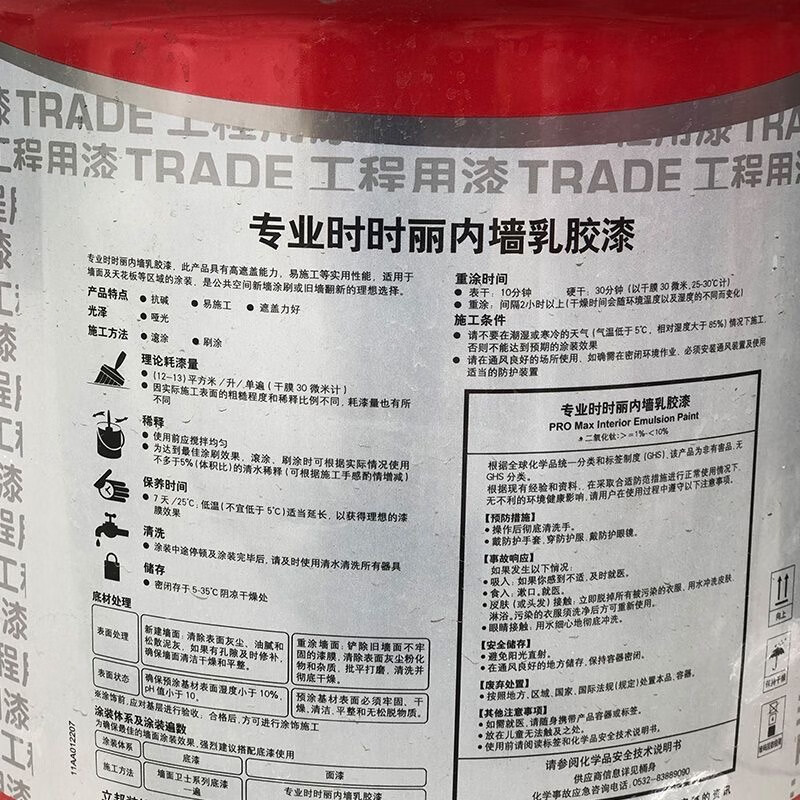 漆TRADE 工程用漆 TRA
工程用漆TRADE 工程用漆TRADE 工程用漆
专业时时丽内墙乳胶漆
专业时时丽内墙乳胶漆，此产品具有高遮盖能力，易施工等实用性能，适用于
墙面及天花板等区域的涂装，是公共空间新墙涂刷或旧墙翻新的理想选择。
产品特点 ● 抗碱 ● 易施工 ● 遮盖力好
光泽 ● 哑光
施工方法 ● 滚涂 ● 刷涂
理论耗漆量
● (12-13)平方米/升/单遍(干膜30微米计)
● 因实际施工表面的粗糙程度和稀释比例不同，耗漆量也有所
不同
稀释
● 使用前应搅拌均匀
● 为达到最佳涂刷效果，滚涂、刷涂时可根据实际情况使用
不多于5%(体积比)的清水稀释(可根据施工手感酌情增减)
保养时间
● 7天/25℃,低温(不宜低于5℃)适当延长，以获得理想的漆
膜效果
清洗
● 涂装中途停顿及涂装完毕后，请及时使用清水清洗所有器具
储存
● 密闭存于5-35℃阴凉干燥处
底材处理
表面处理
新建墙面：清除表面灰尘、油腻和
松散泥灰、如果有孔隙及时修补，
确保墙面清洁干燥和平整。
重涂墙面：铲除旧墙面不牢
固的漆膜，清除表面灰尘粉化
物和杂质，批平打磨，清洗并
彻底干燥。
表面状态
确保预涂基材表面湿度小于10%,
pH值小于10。
预涂基材表面必须牢固、干
燥、清洁、平整和无松脱物质。
※涂饰前，应对基层进行验收，合格后，方可进行涂饰施工
涂装体系及涂装遍数
为确保最佳的墙面涂装效果，强烈建议搭配底漆使用
涂装体系 底漆 面漆
施工方法 墙面卫士系列底漆 专业时时丽内墙乳胶漆
一遍
11AA012207
重涂时间
● 表干：10分钟 硬干：30分钟(以干膜30微米,25-30℃计)
● 重涂：间隔2小时以上(干燥时间会随环境温度以及湿度的不同而变化)
施工条件
● 请不要在潮湿或寒冷的天气(气温低于5℃，相对湿度大于85%)情况下施工，
否则不能达到预期的涂装效果
● 请在通风良好的场所使用，如确需在密闭环境作业，必须安装通风装置及使用
适当的防护装置
专业时时丽内墙乳胶漆
PRO Max Interior Emulsion Paint
二氧化钛:>=1%-<10%
根据全球化学品统一分类和标签制度(GHS),该产品为非有害品,无
GHS分类。
根据现有经验和资料,在采取合适防范措施进行正常使用情况下,
无不利的环境健康影响,请用户在使用过程中遵守以下注意事项。
【预防措施】
• 操作后彻底清洗手。
• 戴防护手套、穿防护服、戴防护眼镜。
【事故响应】
如果发生以下情况:
• 吸入: 如果你感到不适,及时就医。
• 食入: 漱口。就医。
• 皮肤(或头发)接触: 立即脱掉所有被污染的衣服、用水冲洗皮肤、
淋浴。污染的衣服须洗净后方可重新使用。
• 眼睛接触: 用水细心地彻底冲洗。
【安全储存】
• 避免阳光直射。
• 在通风良好的地方储存,保持容器密闭。
【废弃处置】
• 按照地方、区域、国家、国际法规(规定)处置本品、容器。
【其他注意事项】
• 如需就医,请随身携带产品容器或标签。
• 放在儿童无法触及之处。
• 使用前请阅读标签和化学品安全技术说明书。
请参阅化学品安全技术说明书
供应商信息详见桶身
化学事故应急咨询电话. 0532-83889090
向上